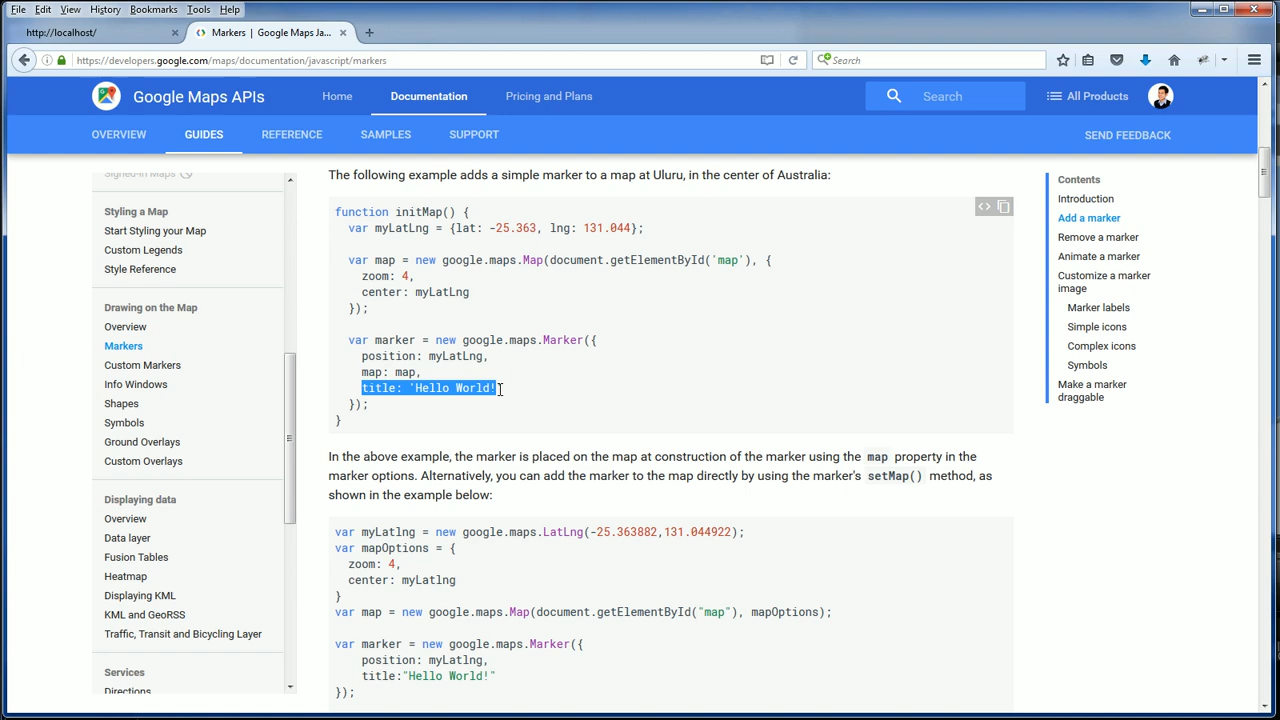 File Edit View History Bookmarks Tools Help
http://localhost/ Markers | Google Maps Ja...
https://developers.google.com/maps/documentation/javascript/markers Search
Google Maps APIs Home Documentation Pricing and Plans Search All Products
OVERVIEW GUIDES REFERENCE SAMPLES SUPPORT SEND FEEDBACK
Signed-in Maps
Styling a Map
Start Styling your Map
Custom Legends
Style Reference
Drawing on the Map
Overview
Markers
Custom Markers
Info Windows
Shapes
Symbols
Ground Overlays
Custom Overlays
Displaying data
Overview
Data layer
Fusion Tables
Heatmap
Displaying KML
KML and GeoRSS
Traffic, Transit and Bicycling Layer
Services
Directions
The following example adds a simple marker to a map at Uluru, in the center of Australia:
function initMap() {
var myLatLng = {lat: -25.363, lng: 131.044};
var map = new google.maps.Map(document.getElementById('map'), {
zoom: 4,
center: myLatLng
});
var marker = new google.maps.Marker({
position: myLatLng,
map: map,
title: 'Hello World!
});
}
In the above example, the marker is placed on the map at construction of the marker using the map property in the
marker options. Alternatively, you can add the marker to the map directly by using the marker's setMap() method, as
shown in the example below:
var myLatlng = new google.maps.LatLng(-25.363882,131.044922);
var mapOptions = {
zoom: 4,
center: myLatlng
}
var map = new google.maps.Map(document.getElementById("map"), mapOptions);
var marker = new google.maps.Marker({
position: myLatlng,
title:"Hello World!"
});
Contents
Introduction
Add a marker
Remove a marker
Animate a marker
Customize a marker
image
Marker labels
Simple icons
Complex icons
Symbols
Make a marker
draggable